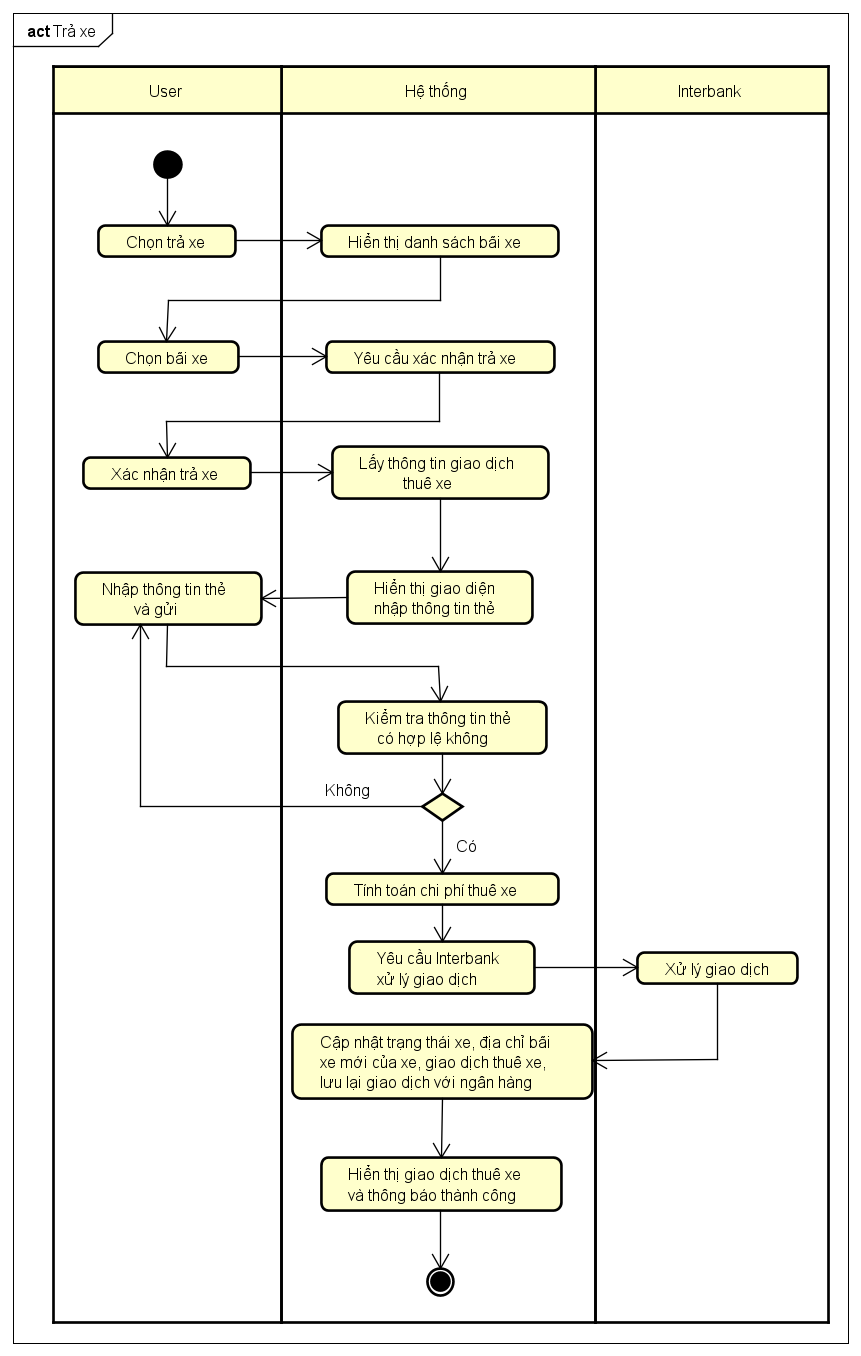 act Trả xe
User
Hệ thống
Interbank
Chọn trả xe
Hiển thị danh sách bãi xe
Chọn bãi xe
Yêu cầu xác nhận trả xe
Xác nhận trả xe
Lấy thông tin giao dịch
thuê xe
Nhập thông tin thẻ
và gửi
Hiển thị giao diện
nhập thông tin thẻ
Kiểm tra thông tin thẻ
có hợp lệ không
Không
Có
Tính toán chi phí thuê xe
Yêu cầu Interbank
xử lý giao dịch
Xử lý giao dịch
Cập nhật trạng thái xe, địa chỉ bãi
xe mới của xe, giao dịch thuê xe,
lưu lại giao dịch với ngân hàng
Hiển thị giao dịch thuê xe
và thông báo thành công